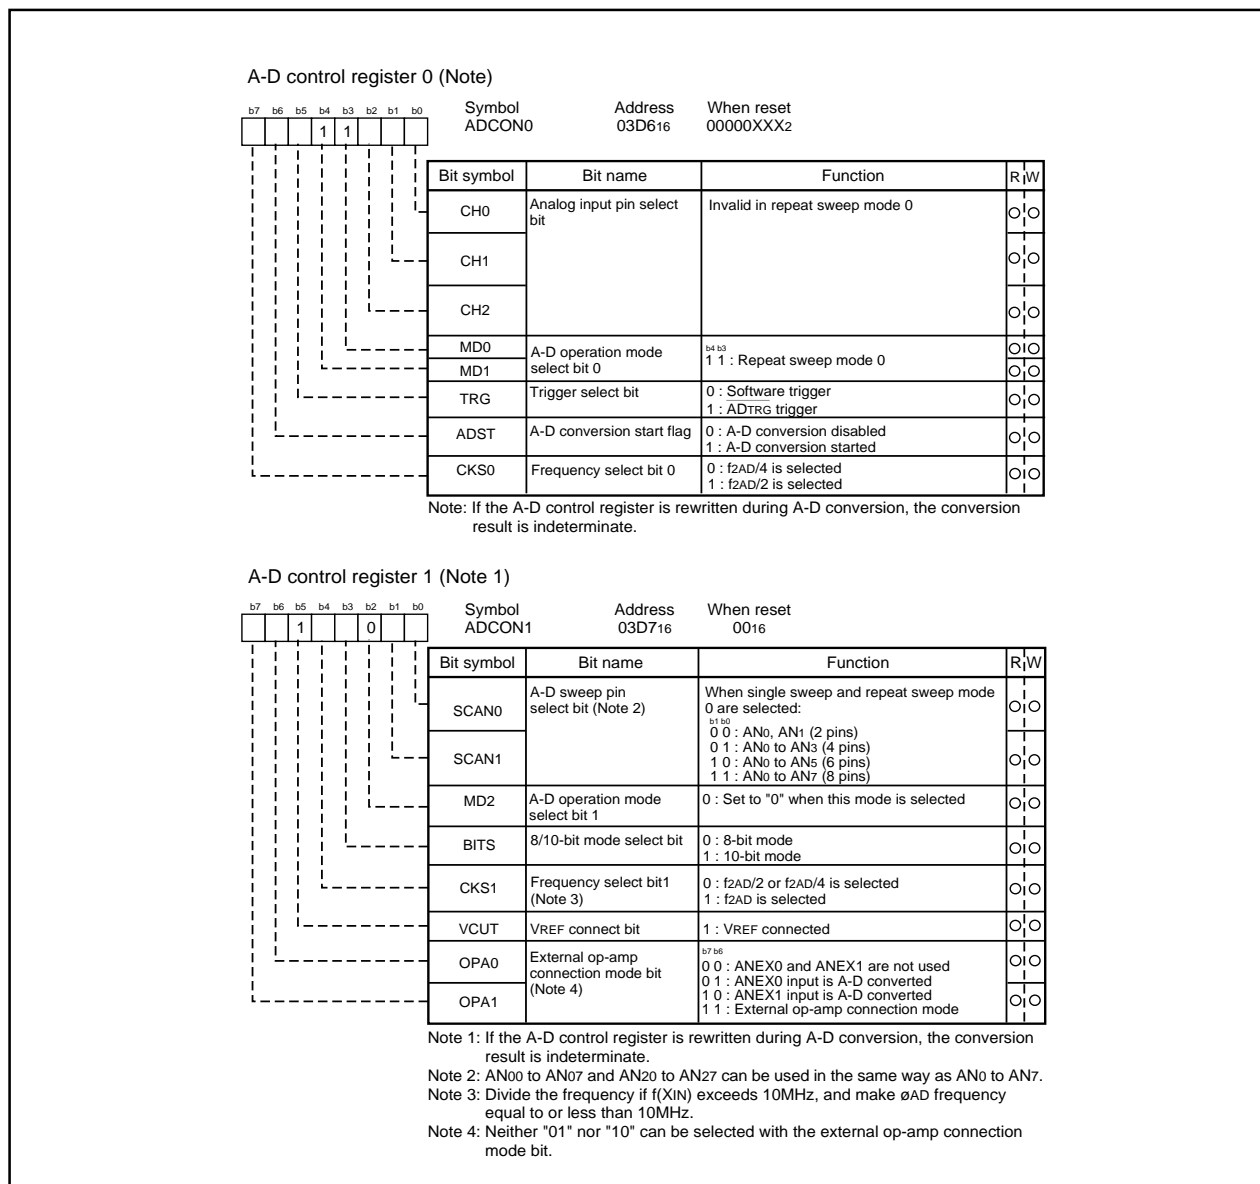 A-D control register 0 (Note)
b7 b6 b5 b4 b3 b2 b1 b0
1 1
Symbol Address When reset
ADCON0 03D616 00000XXX2
Bit symbol Bit name Function R W
CH0 Analog input pin select bit Invalid in repeat sweep mode 0
CH1
CH2
MD0 A-D operation mode select bit 0 b4 b3
1 1 : Repeat sweep mode 0
MD1
TRG Trigger select bit 0 : Software trigger
1 : ADTRG trigger
ADST A-D conversion start flag 0 : A-D conversion disabled
1 : A-D conversion started
CKS0 Frequency select bit 0 0 : f2AD/4 is selected
1 : f2AD/2 is selected
Note: If the A-D control register is rewritten during A-D conversion, the conversion
result is indeterminate.
A-D control register 1 (Note 1)
b7 b6 b5 b4 b3 b2 b1 b0
1 0
Symbol Address When reset
ADCON1 03D716 0016
Bit symbol Bit name Function R W
SCAN0 A-D sweep pin
select bit (Note 2)
When single sweep and repeat sweep mode
0 are selected:
b1 b0
0 0 : AN0, AN1 (2 pins)
0 1 : AN0 to AN3 (4 pins)
1 0 : AN0 to AN5 (6 pins)
1 1 : AN0 to AN7 (8 pins)
SCAN1
MD2 A-D operation mode
select bit 1
0 : Set to "0" when this mode is selected
BITS 8/10-bit mode select bit 0 : 8-bit mode
1 : 10-bit mode
CKS1 Frequency select bit1
(Note 3)
0 : f2AD/2 or f2AD/4 is selected
1 : f2AD is selected
VCUT VREF connect bit 1 : VREF connected
OPA0 External op-amp
connection mode bit
(Note 4)
b7 b6
0 0 : ANEX0 and ANEX1 are not used
0 1 : ANEX0 input is A-D converted
1 0 : ANEX1 input is A-D converted
1 1 : External op-amp connection mode
OPA1
Note 1: If the A-D control register is rewritten during A-D conversion, the conversion
result is indeterminate.
Note 2: AN00 to AN07 and AN20 to AN27 can be used in the same way as AN0 to AN7.
Note 3: Divide the frequency if f(XIN) exceeds 10MHz, and make øAD frequency
equal to or less than 10MHz.
Note 4: Neither "01" nor "10" can be selected with the external op-amp connection
mode bit.